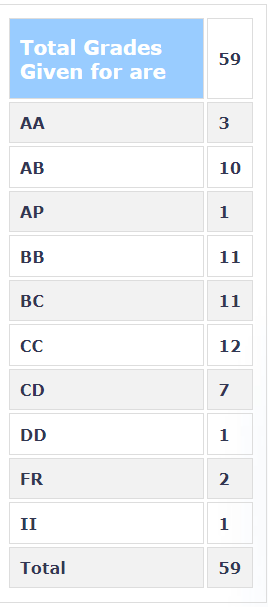 Total Grades
Given for are 59
AA 3
AB 10
AP 1
BB 11
BC 11
CC 12
CD 7
DD 1
FR 2
II 1
Total 59